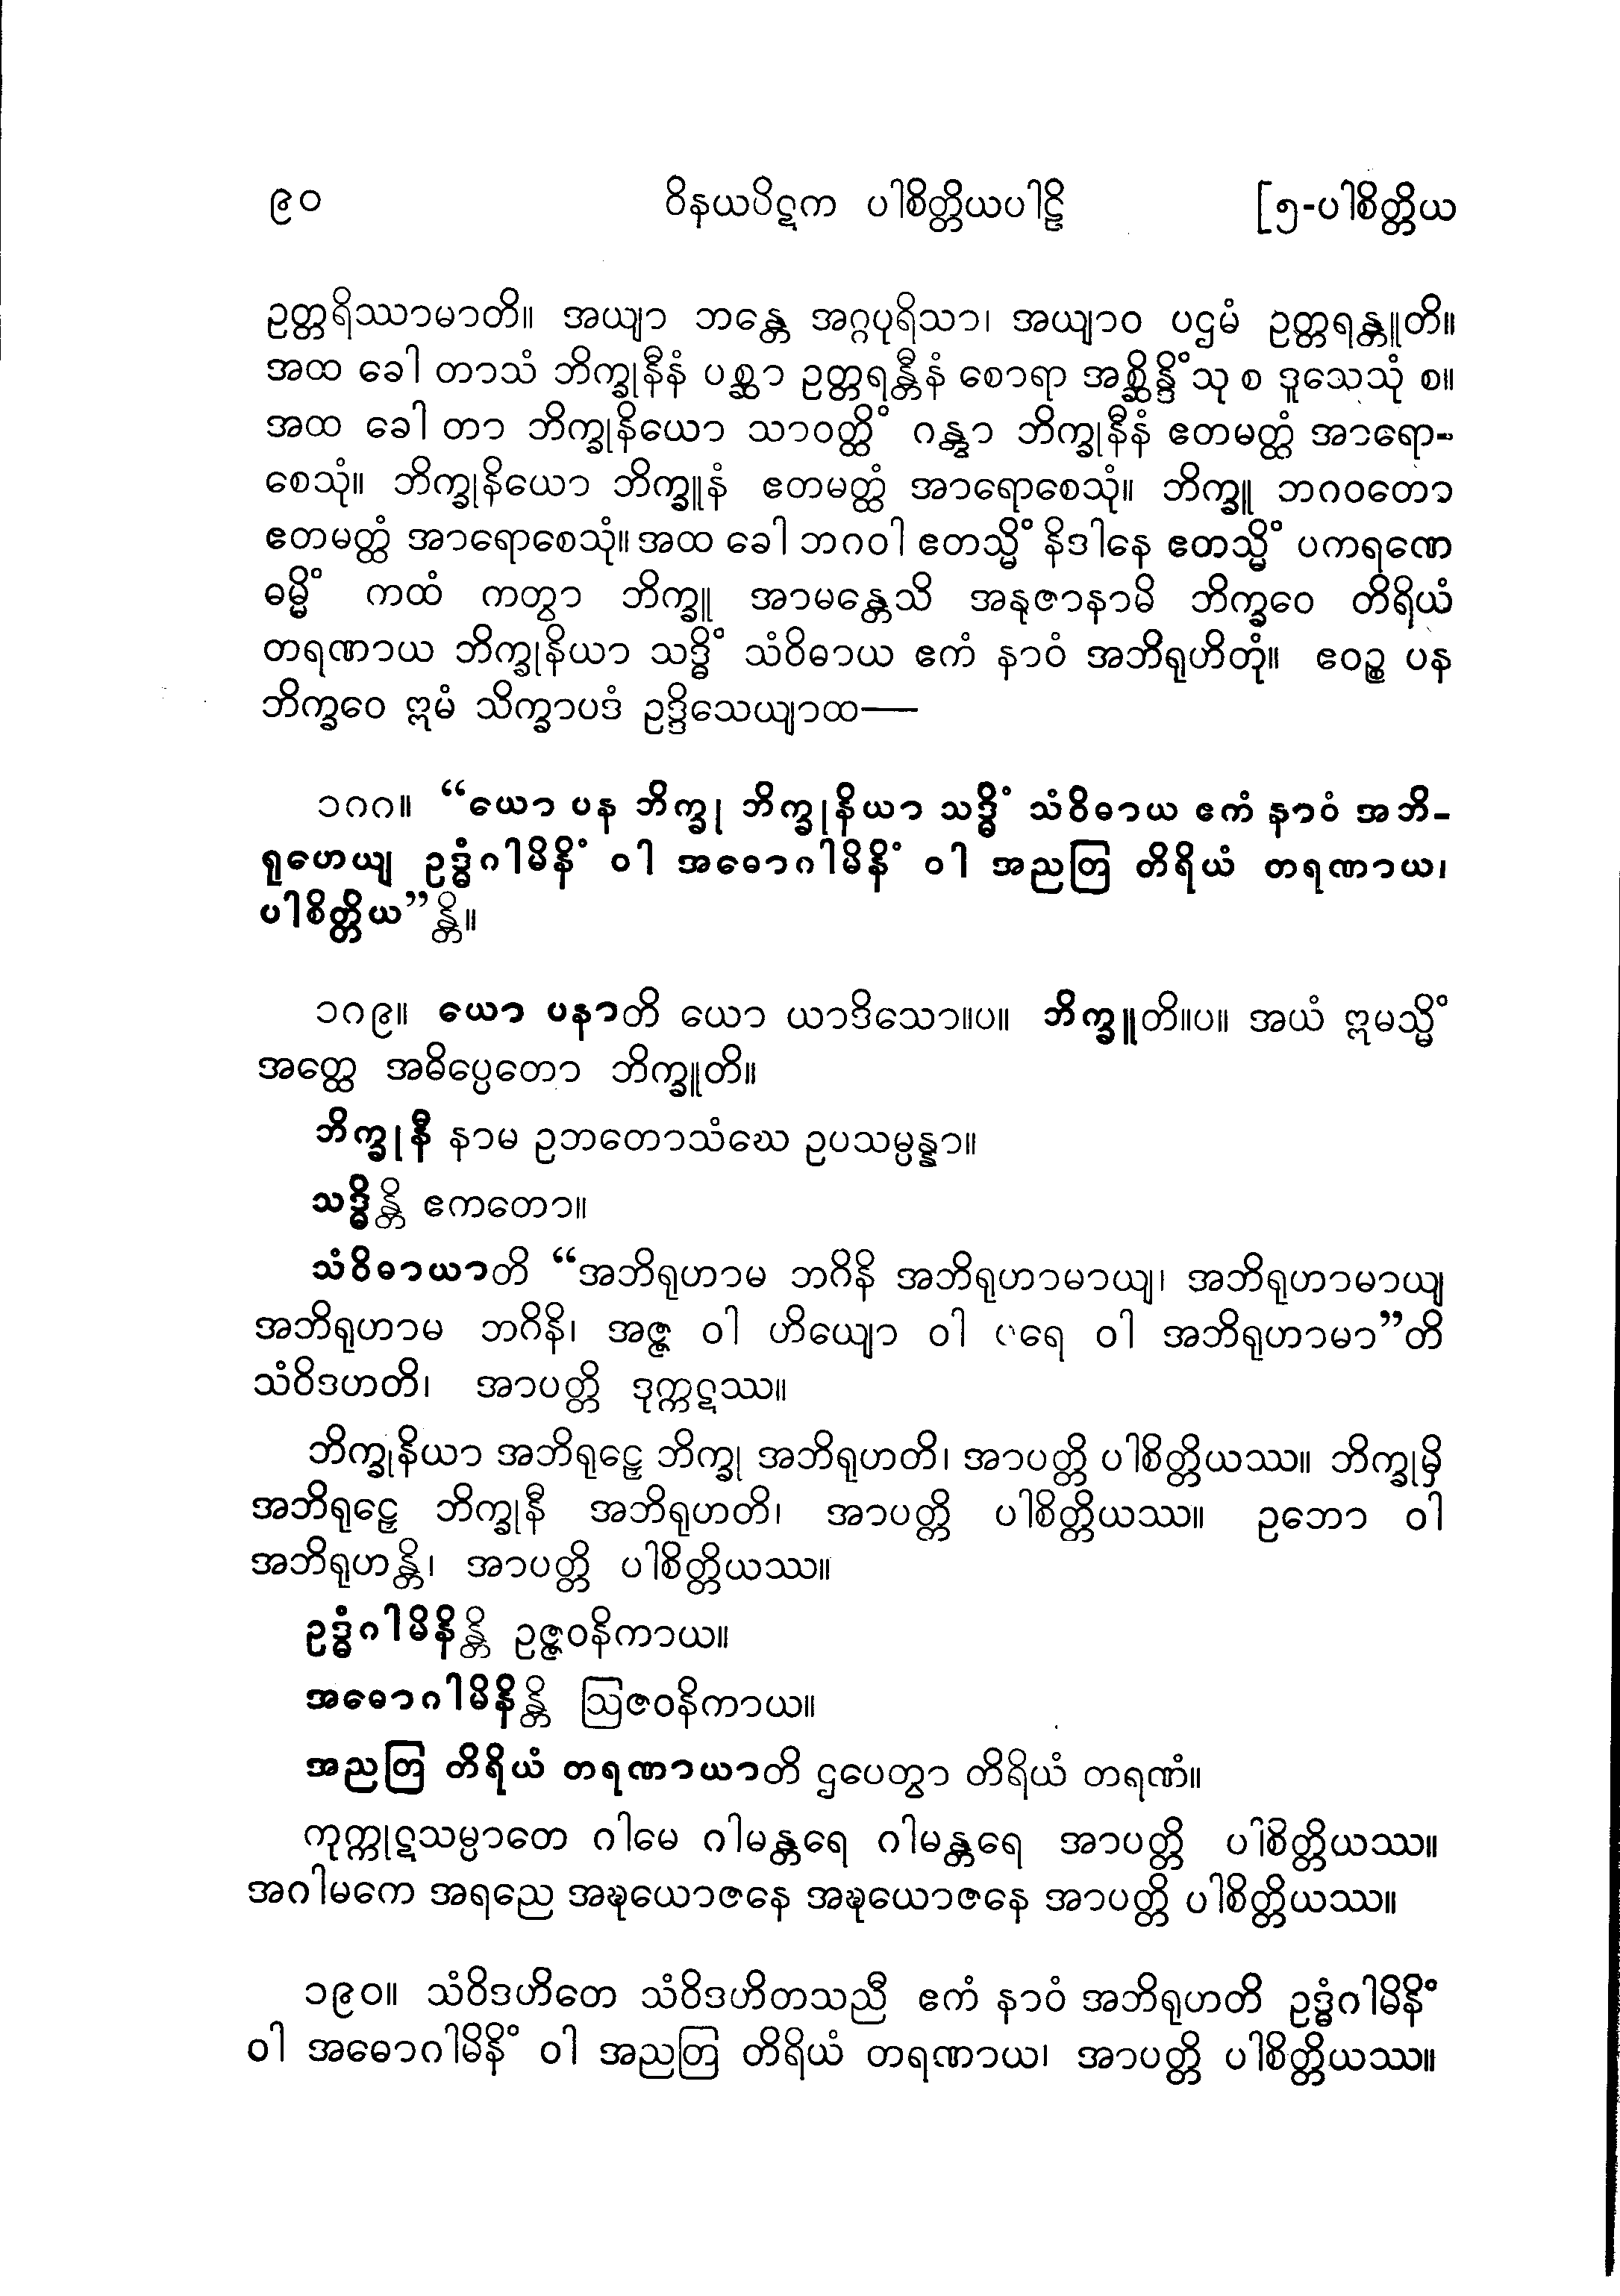 ၉၀ ဝိနယပိဋက ပါစိတ္တိယပါဠိ [၅-ပါစိတ္တိယ
ဥတ္တရိဿာမာတိ။ အယျာ ဘန္တေ အဂ္ဂပုရိသာ၊ အယျာဝ ပဌမံ ဥတ္တရန္တူတိ။
အထ ခေါ တာသံ ဘိက္ခုနီနံ ပစ္ဆာ ဥတ္တရန္တီနံ စောရာ အစ္ဆိန္ဒိံသု စ ဒူသေသုံ စ။
အထ ခေါ တာ ဘိက္ခုနိယော သာဝတ္ထိံ ဂန္တွာ ဘိက္ခုနီနံ ဧတမတ္ထံ အာရော-
စေသုံ။ ဘိက္ခုနိယော ဘိက္ခူနံ ဧတမတ္ထံ အာရောစေသုံ။ ဘိက္ခူ ဘဂဝတော
ဧတမတ္ထံ အာရောစေသုံ။ အထ ခေါ ဘဂဝါ ဧတသ္မိံ နိဒါနေ ဧတသ္မိံ ပကရဏေ
ဓမ္မိံ ကထံ ကတွာ ဘိက္ခူ အာမန္တေသိ အနုဇာနာမိ ဘိက္ခဝေ တိရိယံ
တရဏာယ ဘိက္ခုနိယာ သဒ္ဓိံ သံဝိဓာယ ဧကံ နာဝံ အဘိရုဟိတုံ။ ဧဝဉ္စ ပန
ဘိက္ခဝေ ဣမံ သိက္ခာပဒံ ဥဒ္ဒိသေယျာထ—
၁၈၈။ “ယော ပန ဘိက္ခု ဘိက္ခုနိယာ သဒ္ဓိံ သံဝိဓာယ ဧကံ နာဝံ အဘိ-
ရုဟေယျ ဥဒ္ဓံဂါမိနိံ ဝါ အဓောဂါမိနိံ ဝါ အညတြ တိရိယံ တရဏာယ၊
ပါစိတ္တိယ”န္တိ။
၁၈၉။ ယော ပနာတိ ယော ယာဒိသော။ပ။ ဘိက္ခူတိ။ပ။ အယံ ဣမသ္မိံ
အတ္ထေ အဓိပ္ပေတော ဘိက္ခူတိ။
ဘိက္ခုနီ နာမ ဥဘတောသံဃေ ဥပသမ္ပန္နာ။
သဒ္ဓိန္တိ ဧကတော။
သံဝိဓာယာတိ “အဘိရုဟာမ ဘဂိနိ အဘိရုဟာမာယျ၊ အဘိရုဟာမာယျ
အဘိရုဟာမ ဘဂိနိ၊ အဇ္ဇ ဝါ ဟိယျော ဝါ ဝါ အဘိရုဟာမာ”တိ
သံဝိဒဟတိ၊ အာပတ္တိ ဒုက္ကဋဿ။
ဘိက္ခုနိယာ အဘိရုဠှေ ဘိက္ခု အဘိရုဟတိ၊ အာပတ္တိ ပါစိတ္တိယဿ။ ဘိက္ခုမှိ
အဘိရုဠှေ ဘိက္ခုနီ အဘိရုဟတိ၊ အာပတ္တိ ပါစိတ္တိယဿ။ ဥဘော ဝါ
အဘိရုဟန္တိ၊ အာပတ္တိ ပါစိတ္တိယဿ။
ဥဒ္ဓံဂါမိနိန္တိ ဥဇ္ဇဝနိကာယ။
အဓောဂါမိနိန္တိ ဩဇဝနိကာယ။
အညတြ တိရိယံ တရဏာယာတိ ဌပေတွာ တိရိယံ တရဏံ။
ကုက္ကုဋသမ္ပာတေ ဂါမေ ဂါမန္တရေ ဂါမန္တရေ အာပတ္တိ ပါစိတ္တိယဿ။
အဂါမကေ အရညေ အဍ္ဎယောဇနေ အဍ္ဎယောဇနေ အာပတ္တိ ပါစိတ္တိယဿ။
၁၉၀။ သံဝိဒဟိတေ သံဝိဒဟိတသညီ ဧကံ နာဝံ အဘိရုဟတိ ဥဒ္ဓံဂါမိနိံ
ဝါ အဓောဂါမိနိံ ဝါ အညတြ တိရိယံ တရဏာယ၊ အာပတ္တိ ပါစိတ္တိယဿ။